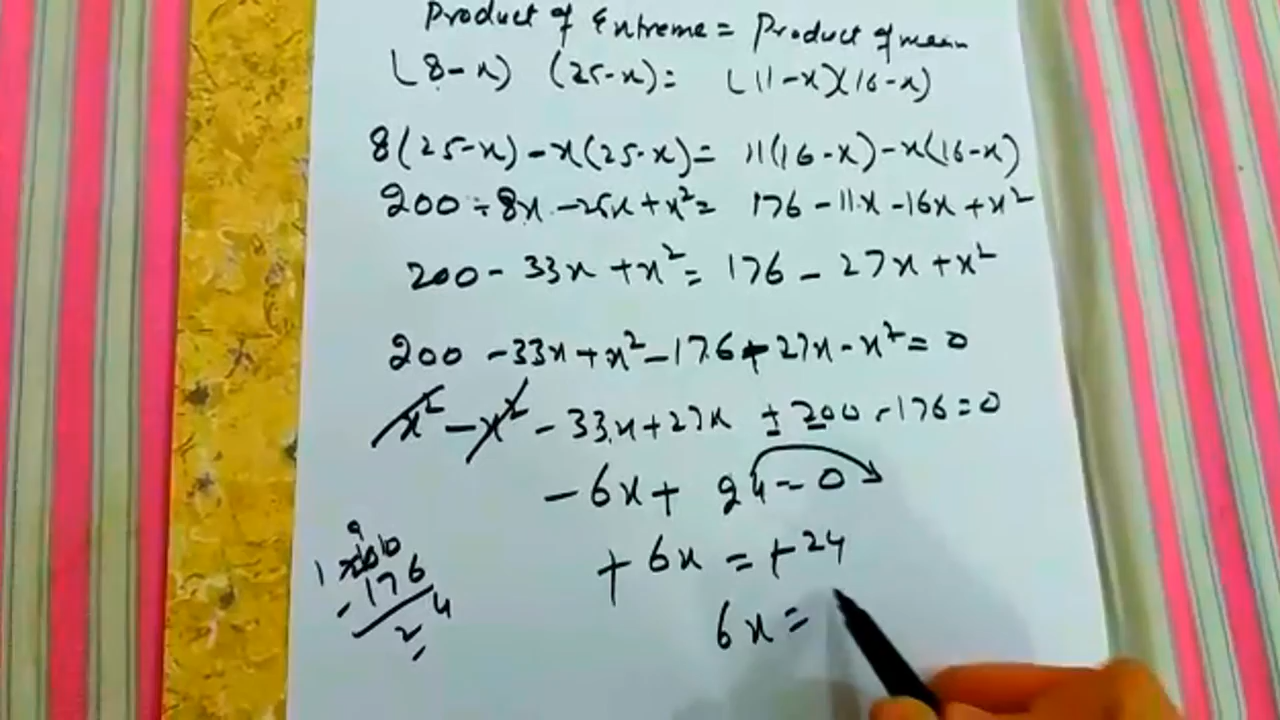 Product of Extreme = Product of mean
(8-x) (25-x) = (11-x)(16-x)
8(25-x)-x(25-x)= 11(16-x)-x(16-x)
200-8x-25x+x²= 176-11x-16x+x²
200-33x+x²= 176-27x+x²
200-33x+x²-176+27x-x²=0
x²-x²-33x+27x ± 200-176=0
-6x+ 24=0
+6x=+24
6x=
200
-176
24